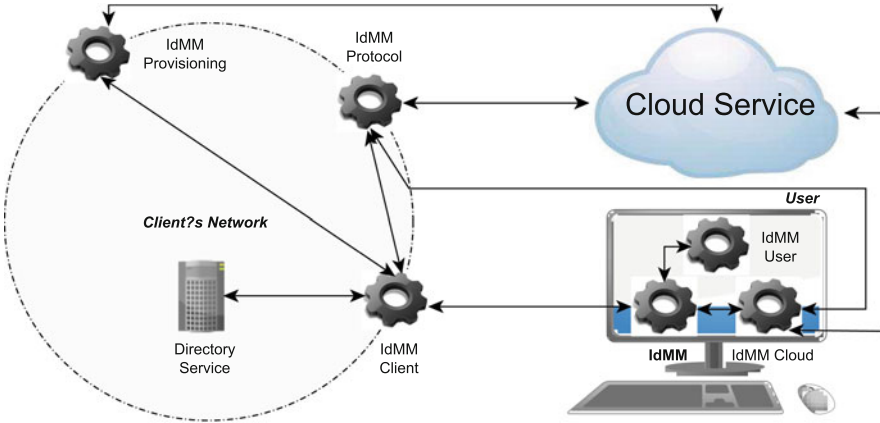 IdMM
Provisioning
IdMM
Protocol
Cloud Service
Client?s Network
User
IdMM
User
Directory
Service
IdMM
Client
IdMM
IdMM Cloud